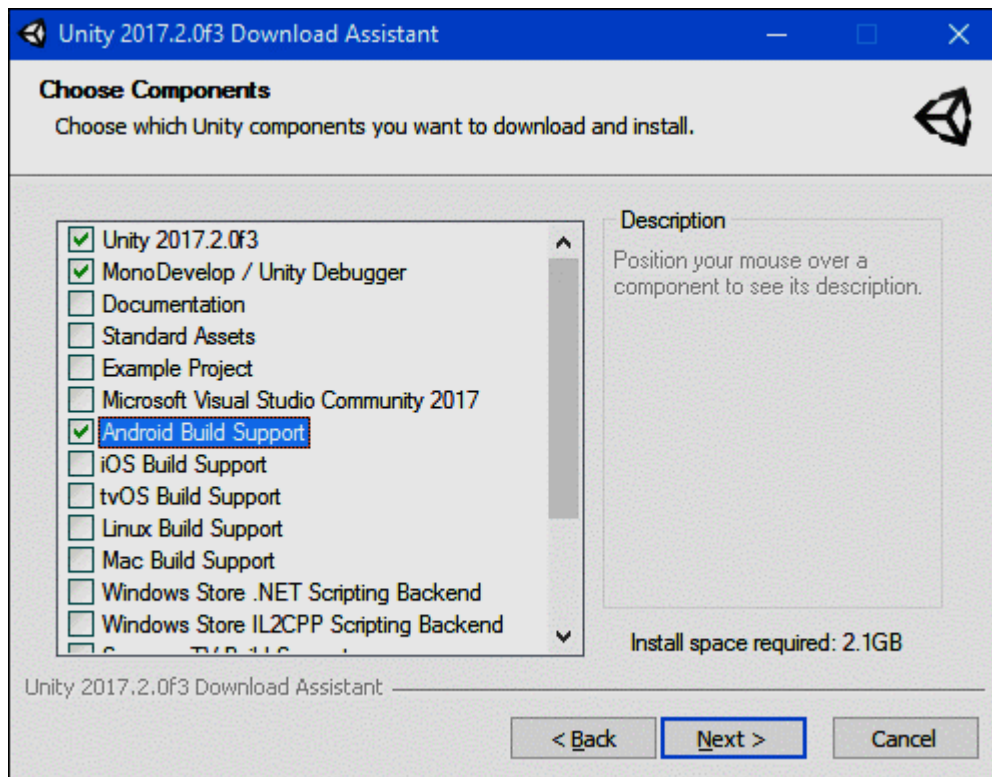 Unity 2017.2.0f3 Download Assistant
Choose Components
Choose which Unity components you want to download and install.
Unity 2017.2.0f3
MonoDevelop / Unity Debugger
Documentation
Standard Assets
Example Project
Microsoft Visual Studio Community 2017
Android Build Support
iOS Build Support
tvOS Build Support
Linux Build Support
Mac Build Support
Windows Store .NET Scripting Backend
Windows Store IL2CPP Scripting Backend
Description
Position your mouse over a
component to see its description.
Install space required: 2.1GB
Unity 2017.2.0f3 Download Assistant
< Back
Next >
Cancel